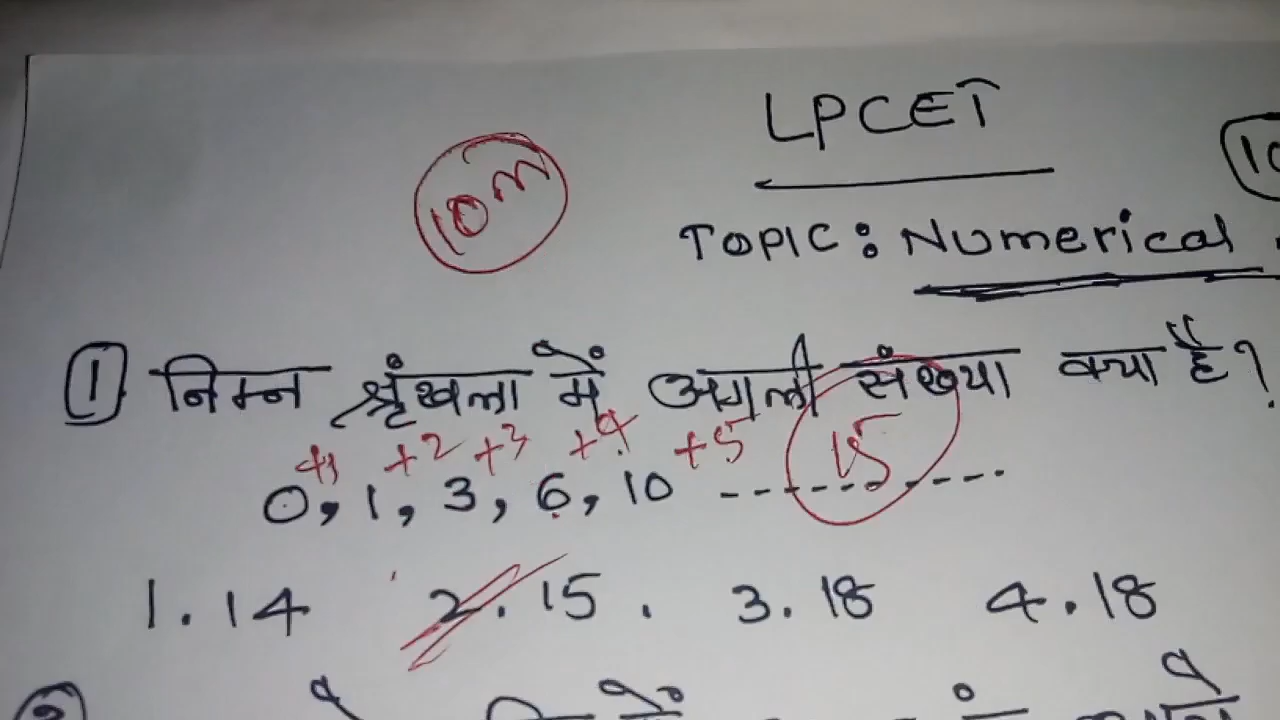 LPCET
10m
TOPIC: Numerical
1 निम्न श्रृंखला में अगली संख्या क्या है?
+1 +2 +3 +4 +5 15
0, 1, 3, 6, 10 ----------
1. 14 2. 15. 3. 18 4. 18